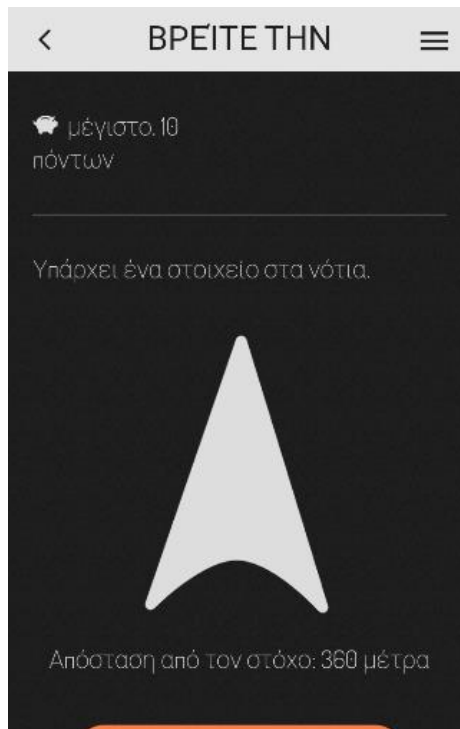 ΒΡΕΊΤΕ ΤΗΝ
μέγιστο. 10
πόντων
Υπάρχει ένα στοιχείο στα νότια.
Απόσταση από τον στόχο: 360 μέτρα